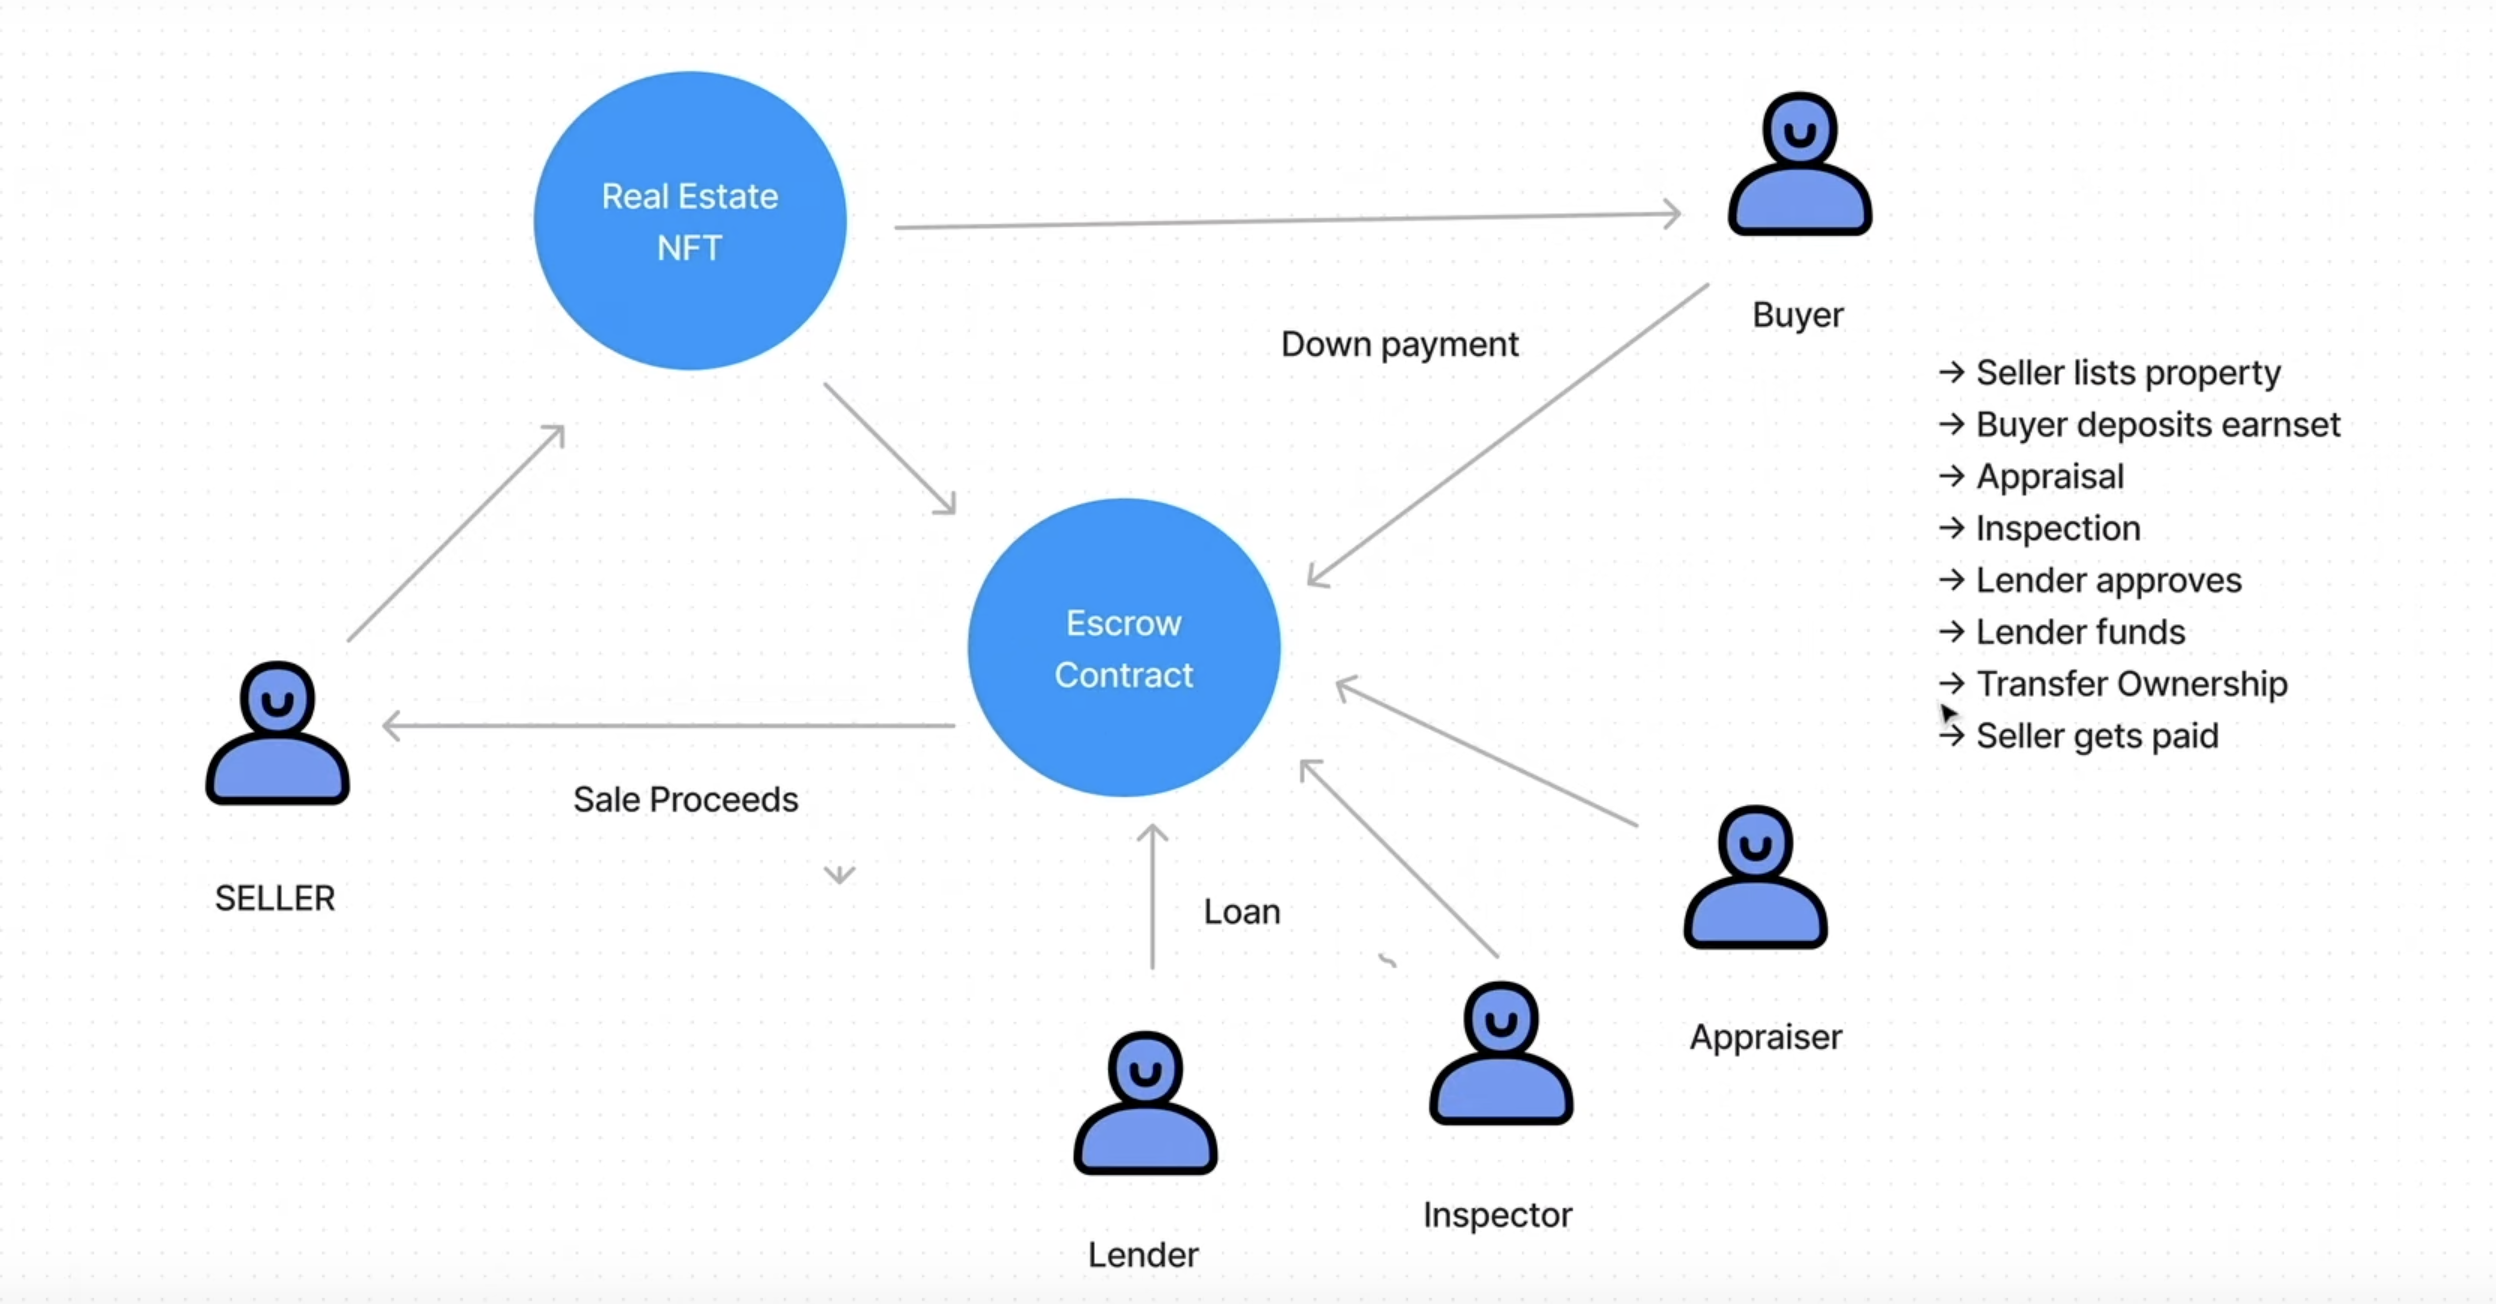 Real Estate
NFT
Buyer
Down payment
→ Seller lists property
→ Buyer deposits earnset
→ Appraisal
→ Inspection
→ Lender approves
→ Lender funds
→ Transfer Ownership
→ Seller gets paid
Escrow
Contract
Sale Proceeds
SELLER
Loan
Appraiser
Inspector
Lender